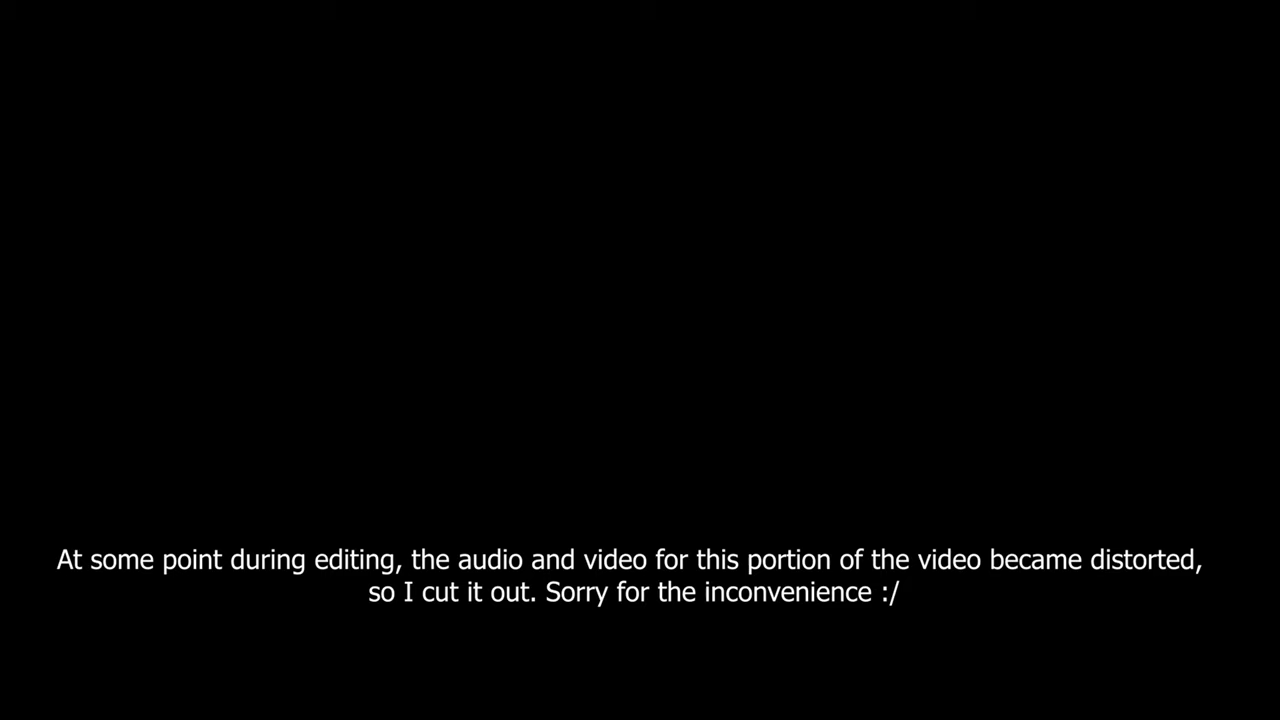 At some point during editing, the audio and video for this portion of the video became distorted,
so I cut it out. Sorry for the inconvenience :/